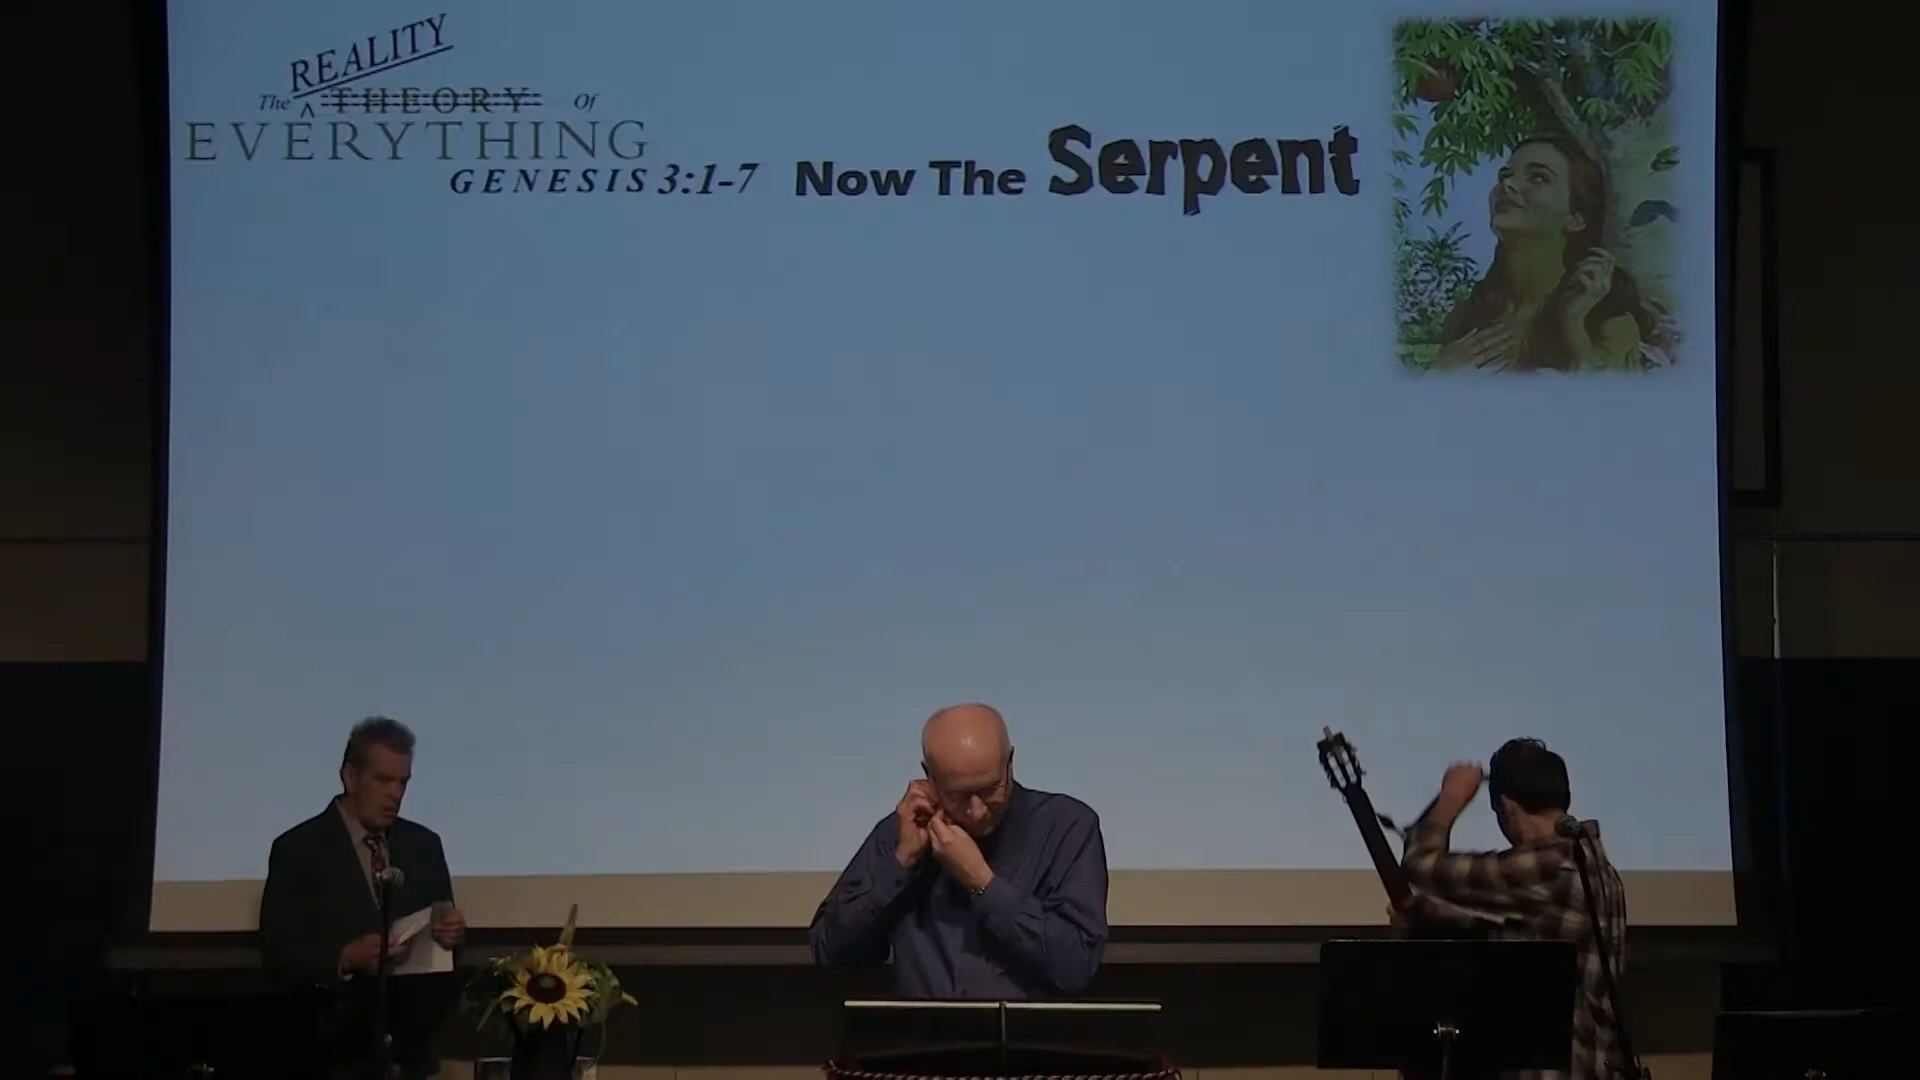 REALITY
The ^ THEORY Of
EVERYTHING
GENESIS 3:1-7 Now The Serpent